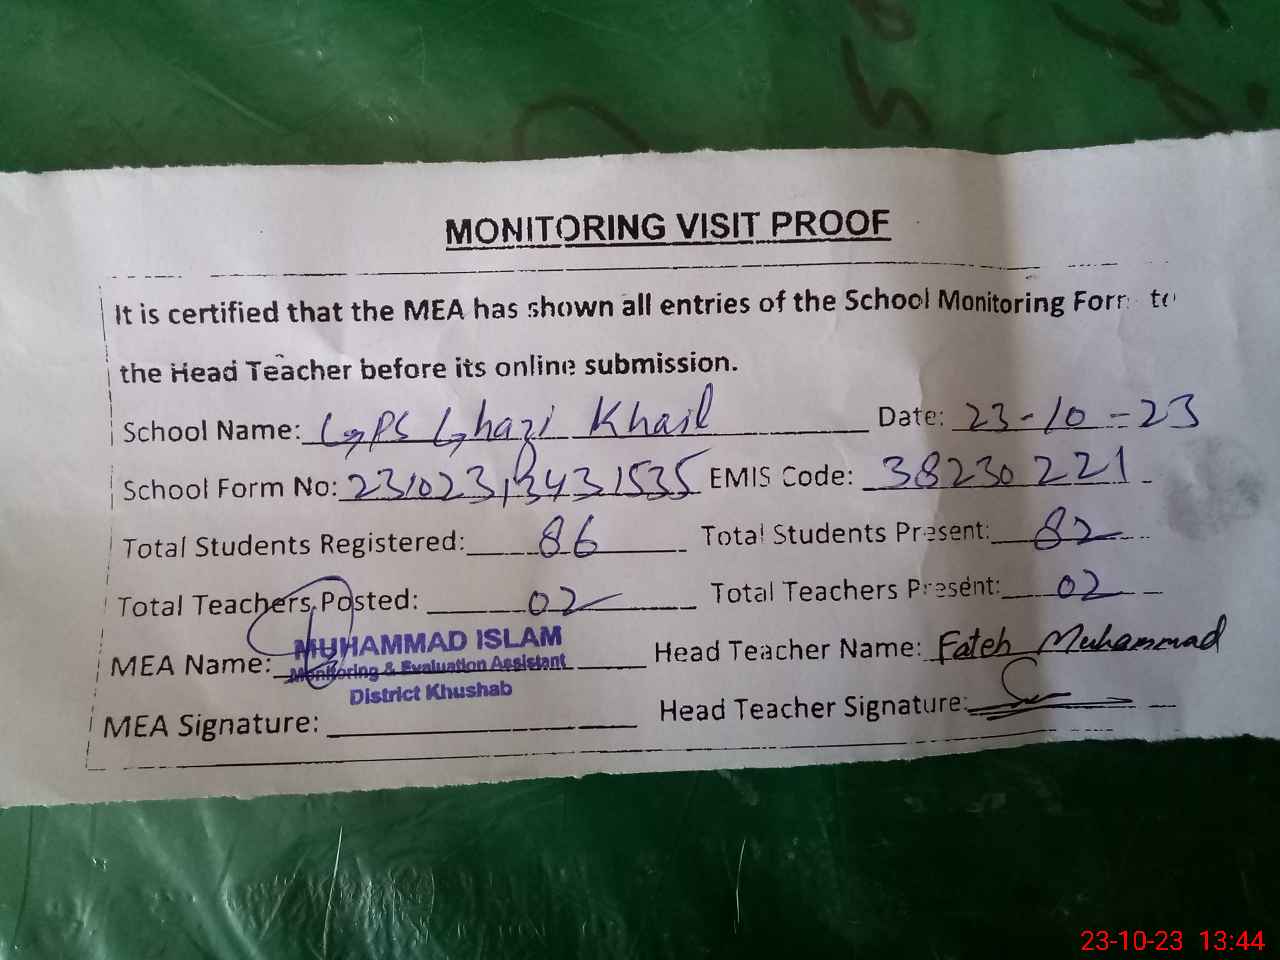 MONITORING VISIT PROOF
It is certified that the MEA has shown all entries of the School Monitoring Form to
the Head Teacher before its online submission.
School Name: GPS Ghazi Khail Date: 23-10-23
School Form No: 231023,13431535 EMIS Code: 38230221
Total Students Registered: 86 Total Students Present: 82
Total Teachers Posted: 02 Total Teachers Present: 02
MEA Name: MUHAMMAD ISLAM Head Teacher Name: Fateh Muhammad
Monitoring & Evaluation Assistant
District Khushab
MEA Signature: Head Teacher Signature:
23-10-23 13:44